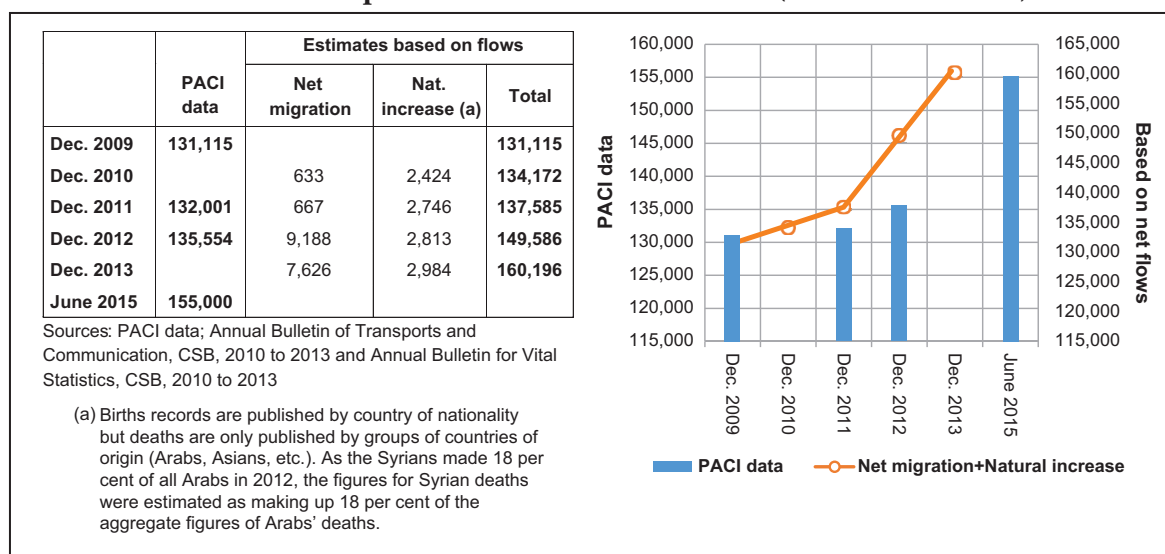 Estimates based on flows
PACI data Net migration Nat. increase (a) Total
Dec. 2009 131,115 131,115
Dec. 2010 633 2,424 134,172
Dec. 2011 132,001 667 2,746 137,585
Dec. 2012 135,554 9,188 2,813 149,586
Dec. 2013 7,626 2,984 160,196
June 2015 155,000
Sources: PACI data; Annual Bulletin of Transports and
Communication, CSB, 2010 to 2013 and Annual Bulletin for Vital
Statistics, CSB, 2010 to 2013
(a) Births records are published by country of nationality
but deaths are only published by groups of countries of
origin (Arabs, Asians, etc.). As the Syrians made 18 per
cent of all Arabs in 2012, the figures for Syrian deaths
were estimated as making up 18 per cent of the
aggregate figures of Arabs' deaths.
PACI data
160,000
155,000
150,000
145,000
140,000
135,000
130,000
125,000
120,000
115,000
165,000
160,000
155,000
150,000
145,000
140,000
135,000
130,000
125,000
120,000
115,000
Based on net flows
Dec. 2009
Dec. 2010
Dec. 2011
Dec. 2012
Dec. 2013
June 2015
PACI data
Net migration+Natural increase